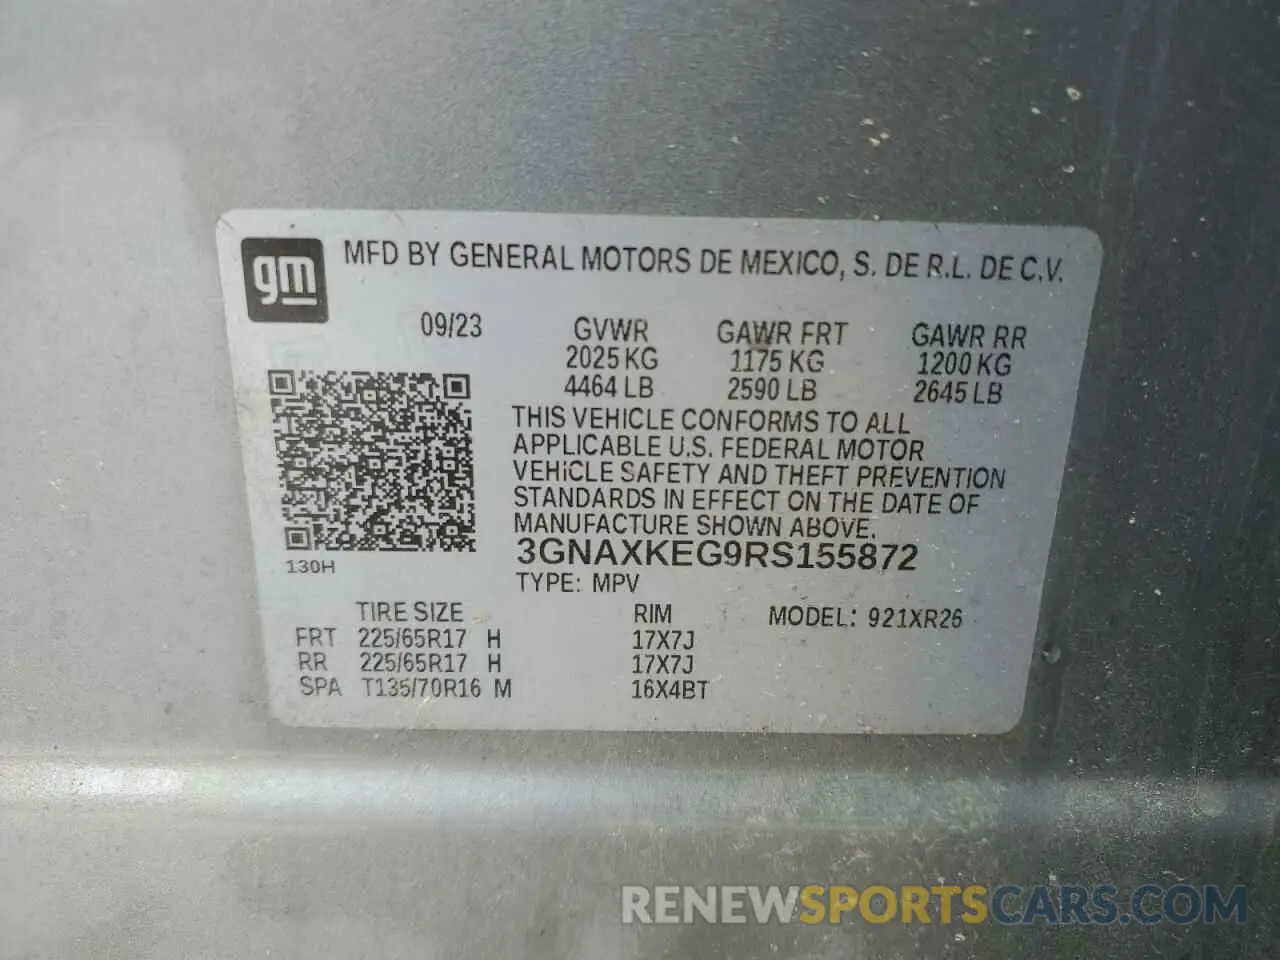 gm
MFD BY GENERAL MOTORS DE MEXICO, S. DE R.L. DE C.V.
09/23 GVWR GAWR FRT GAWR RR
2025 KG 1175 KG 1200 KG
4464 LB 2590 LB 2645 LB
THIS VEHICLE CONFORMS TO ALL
APPLICABLE U.S. FEDERAL MOTOR
VEHICLE SAFETY AND THEFT PREVENTION
STANDARDS IN EFFECT ON THE DATE OF
MANUFACTURE SHOWN ABOVE.
3GNAXKEG9RS155872
130H
TYPE: MPV
TIRE SIZE RIM MODEL: 921XR26
FRT 225/65R17 H 17X7J
RR 225/65R17 H 17X7J
SPA T135/70R16 M 16X4BT
RENEWSPORTSCARS.COM